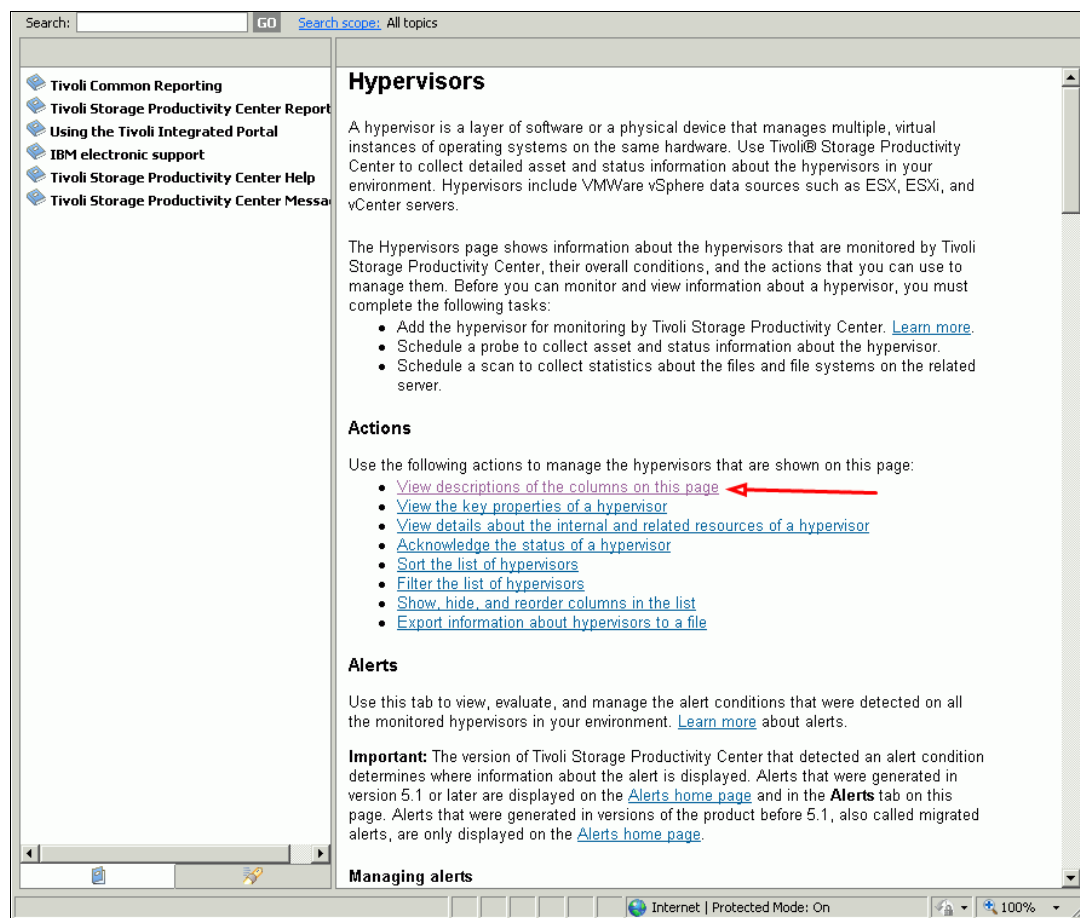 Search: GO Search scope: All topics
Tivoli Common Reporting
Tivoli Storage Productivity Center Report
Using the Tivoli Integrated Portal
IBM electronic support
Tivoli Storage Productivity Center Help
Tivoli Storage Productivity Center Messa
Hypervisors
A hypervisor is a layer of software or a physical device that manages multiple, virtual
instances of operating systems on the same hardware. Use Tivoli® Storage Productivity
Center to collect detailed asset and status information about the hypervisors in your
environment. Hypervisors include VMWare vSphere data sources such as ESX, ESXi, and
vCenter servers.
The Hypervisors page shows information about the hypervisors that are monitored by Tivoli
Storage Productivity Center, their overall conditions, and the actions that you can use to
manage them. Before you can monitor and view information about a hypervisor, you must
complete the following tasks:
• Add the hypervisor for monitoring by Tivoli Storage Productivity Center. Learn more.
• Schedule a probe to collect asset and status information about the hypervisor.
• Schedule a scan to collect statistics about the files and file systems on the related
server.
Actions
Use the following actions to manage the hypervisors that are shown on this page:
• View descriptions of the columns on this page
• View the key properties of a hypervisor
• View details about the internal and related resources of a hypervisor
• Acknowledge the status of a hypervisor
• Sort the list of hypervisors
• Filter the list of hypervisors
• Show, hide, and reorder columns in the list
• Export information about hypervisors to a file
Alerts
Use this tab to view, evaluate, and manage the alert conditions that were detected on all
the monitored hypervisors in your environment. Learn more about alerts.
Important: The version of Tivoli Storage Productivity Center that detected an alert condition
determines where information about the alert is displayed. Alerts that were generated in
version 5.1 or later are displayed on the Alerts home page and in the Alerts tab on this
page. Alerts that were generated in versions of the product before 5.1, also called migrated
alerts, are only displayed on the Alerts home page.
Managing alerts
Internet | Protected Mode: On 100%